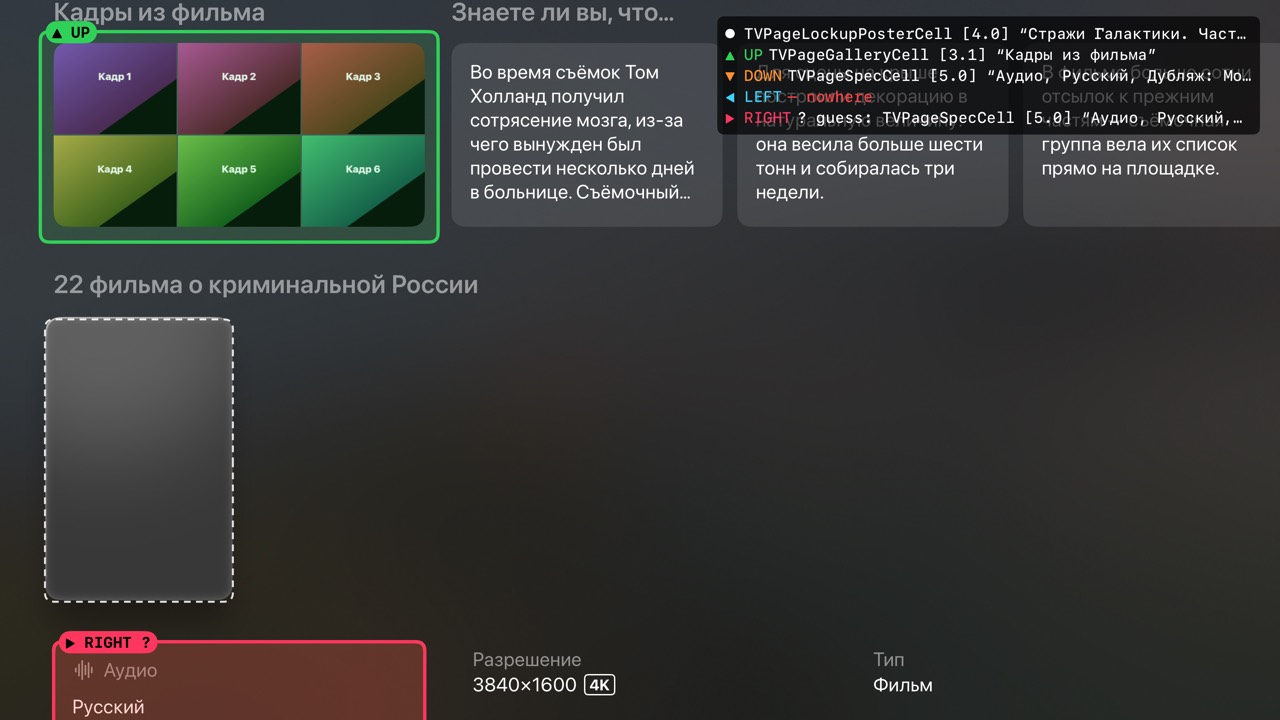 Кадры из фильма
Знаете ли вы, что…
▲ UP
Кадр 1
Кадр 2
Кадр 3
Кадр 4
Кадр 5
Кадр 6
Во время съёмок Том
Холланд получил
сотрясение мозга, из-за
чего вынужден был
провести несколько дней
в больнице. Съёмочный…
TVPageLockupPosterCell [4.0] “Стражи Галактики. Част…
▲ UP TVPageGalleryCell [3.1] “Кадры из фильма”
▼ DOWN TVPageSpecCell [5.0] “Аудио, Русский, Дубляж: Mo…
◀ LEFT — nowhere
▶ RIGHT ? guess: TVPageSpecCell [5.0] “Аудио, Русский,…
декорацию в
она весила больше шести
тонн и собиралась три
недели.
отсылок к прежним
группа вела их список
прямо на площадке.
22 фильма о криминальной России
▶ RIGHT ?
Аудио
Русский
Разрешение
3840×1600 4K
Тип
Фильм